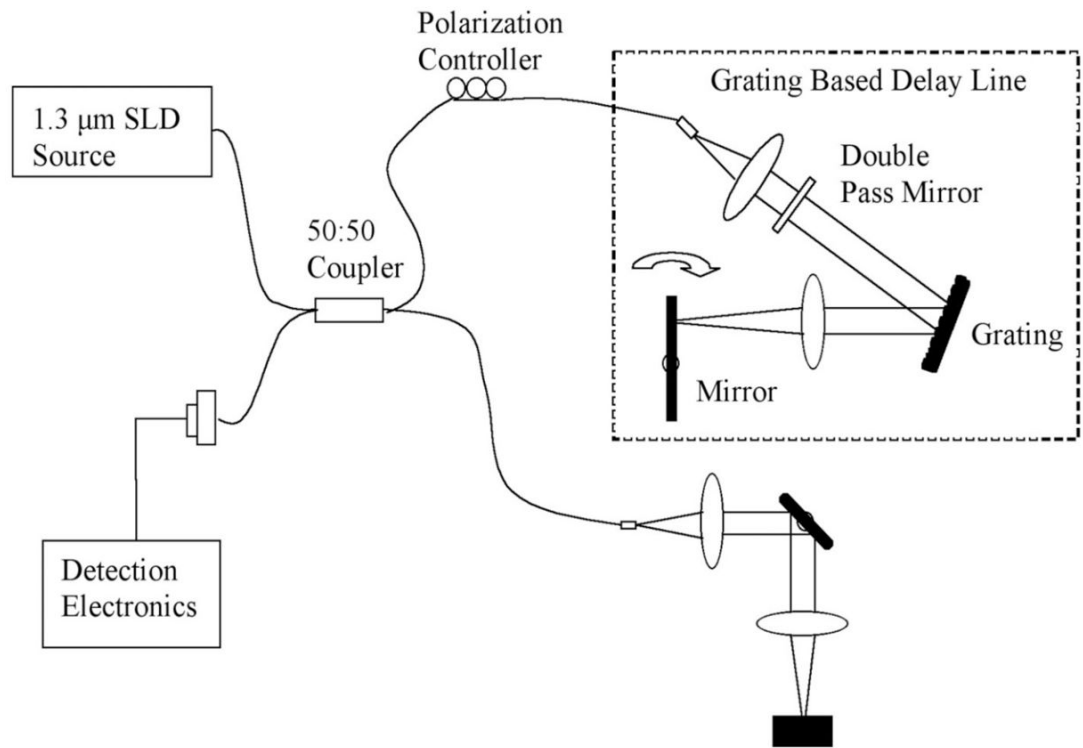 Polarization
Controller
Grating Based Delay Line
1.3 μm SLD
Source
Double
Pass Mirror
50:50
Coupler
Grating
Mirror
Detection
Electronics